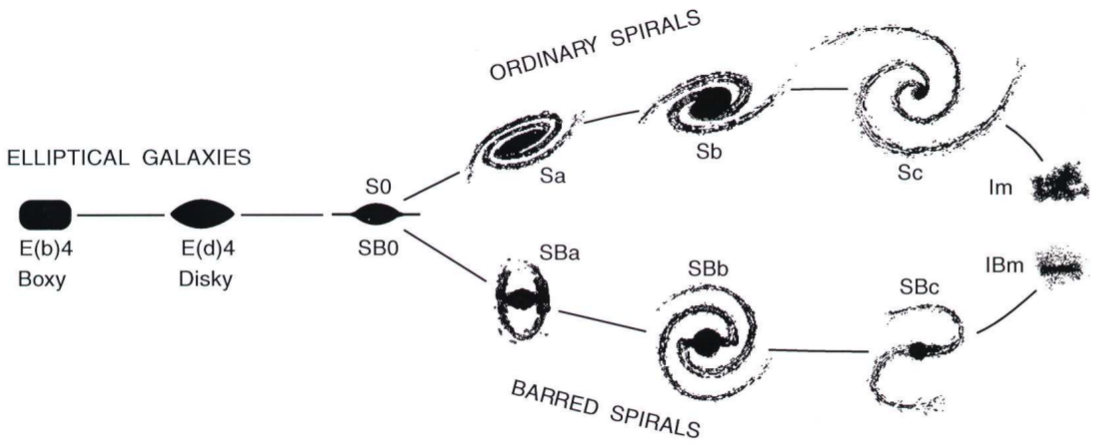 ORDINARY SPIRALS
ELLIPTICAL GALAXIES
E(b)4
Boxy
E(d)4
Disky
S0
SB0
Sa
Sb
Sc
Im
SBa
SBb
SBc
IBm
BARRED SPIRALS